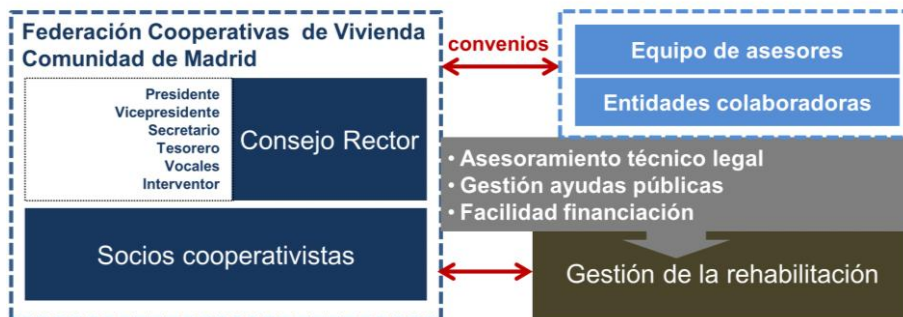 Federación Cooperativas de Vivienda
Comunidad de Madrid
Presidente
Vicepresidente
Secretario
Tesorero
Vocales
Interventor
Consejo Rector
Socios cooperativistas
convenios
Equipo de asesores
Entidades colaboradoras
• Asesoramiento técnico legal
• Gestión ayudas públicas
• Facilidad financiación
Gestión de la rehabilitación